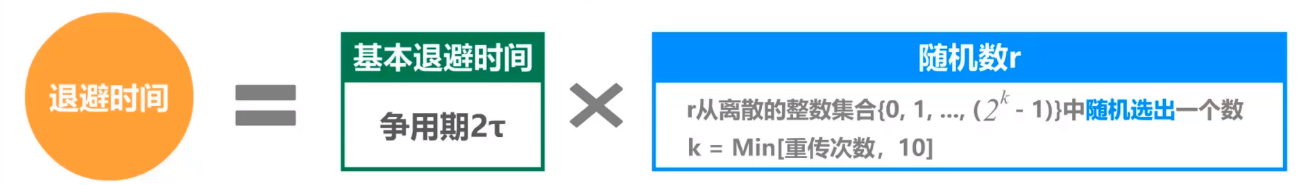 退避时间
=
基本退避时间
争用期2τ
×
随机数r
r从离散的整数集合{0, 1, ..., (2^k - 1)}中随机选出一个数
k = Min[重传次数，10]